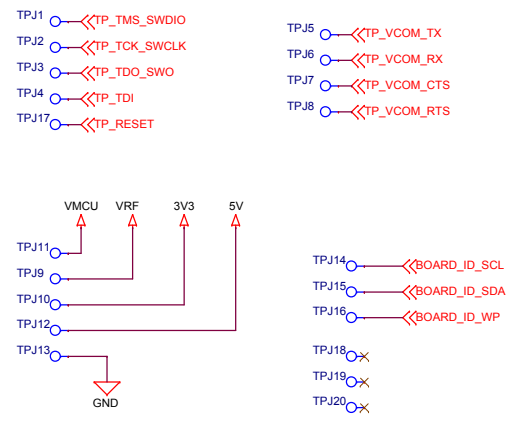 TPJ1 TP_TMS_SWDIO
TPJ2 TP_TCK_SWCLK
TPJ3 TP_TDO_SWO
TPJ4 TP_TDI
TPJ17 TP_RESET
TPJ5 TP_VCOM_TX
TPJ6 TP_VCOM_RX
TPJ7 TP_VCOM_CTS
TPJ8 TP_VCOM_RTS
VMCU VRF 3V3 5V
TPJ11
TPJ9
TPJ10
TPJ12
TPJ13
GND
TPJ14 BOARD_ID_SCL
TPJ15 BOARD_ID_SDA
TPJ16 BOARD_ID_WP
TPJ18
TPJ19
TPJ20